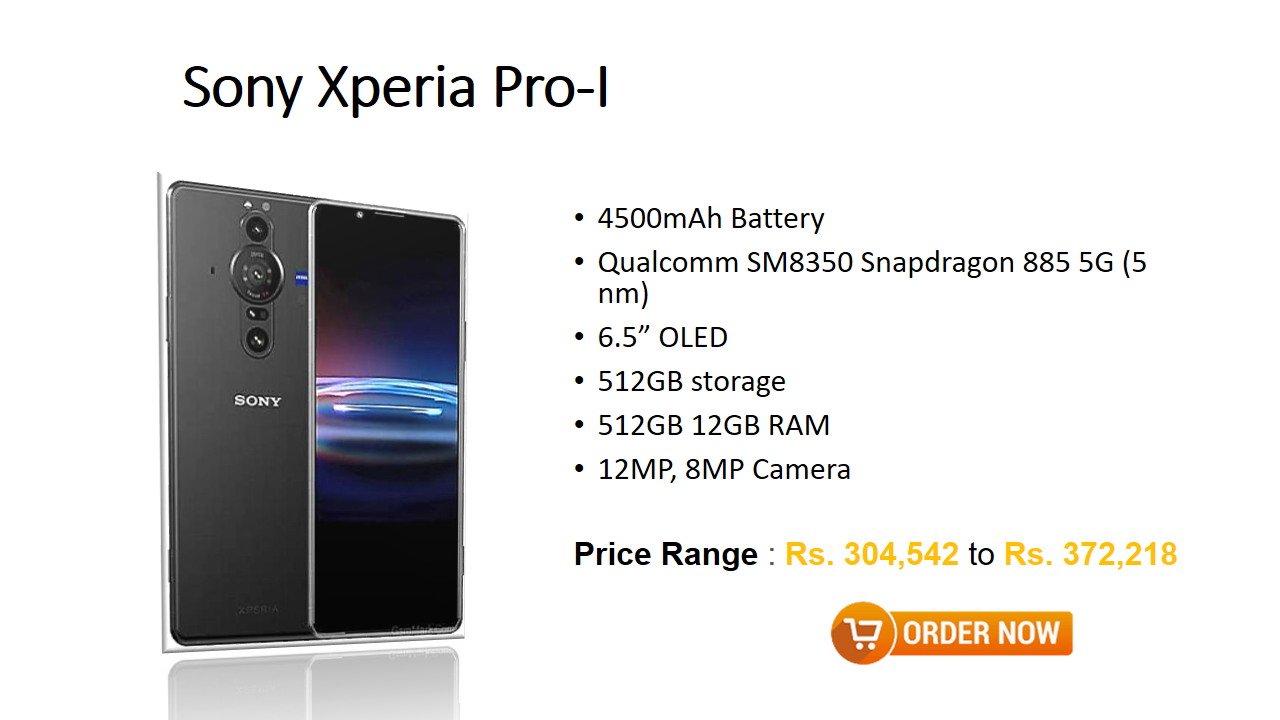 Sony Xperia Pro-I
• 4500mAh Battery
• Qualcomm SM8350 Snapdragon 885 5G (5
nm)
• 6.5” OLED
• 512GB storage
• 512GB 12GB RAM
• 12MP, 8MP Camera
Price Range : Rs. 304,542 to Rs. 372,218
ORDER NOW
SONY
XPERIA